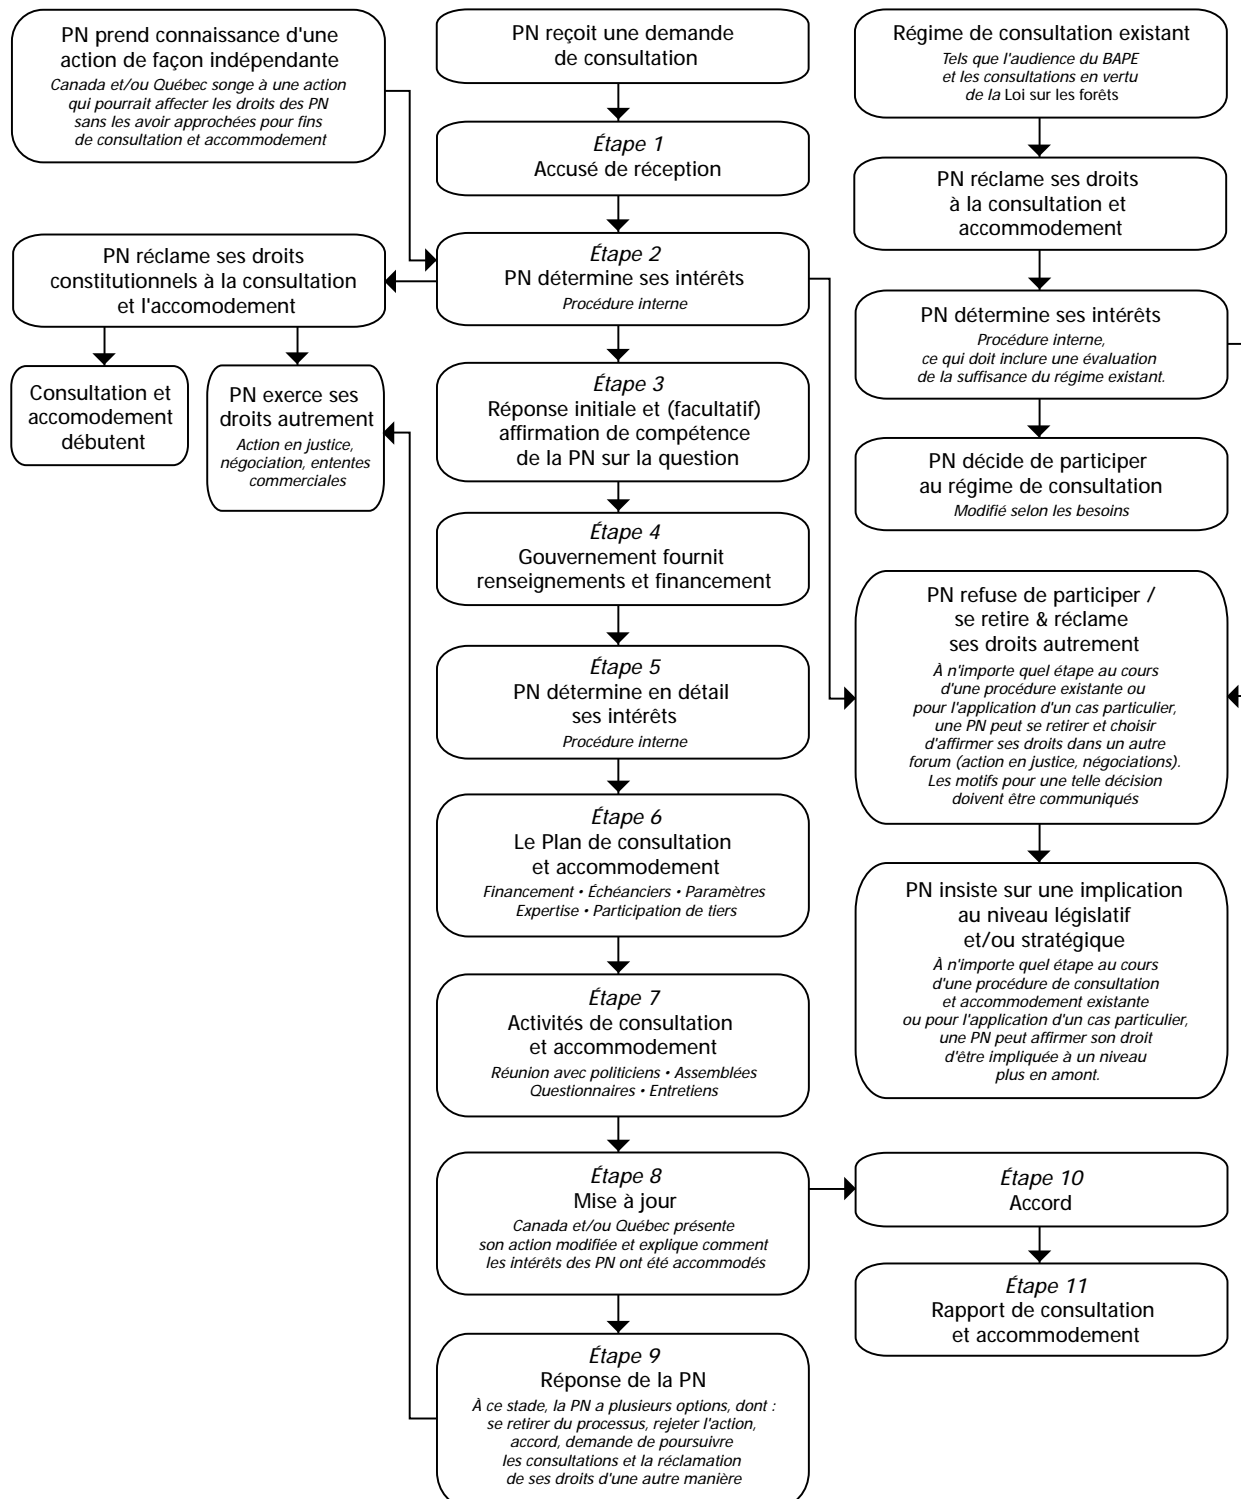 PN prend connaissance d'une
action de façon indépendante
Canada et/ou Québec songe à une action
qui pourrait affecter les droits des PN
sans les avoir approchées pour fins
de consultation et accommodement
PN réclame ses droits
constitutionnels à la consultation
et l'accomodement
Consultation et
accomodement
débutent
PN exerce ses
droits autrement
Action en justice,
négociation, ententes
commerciales
PN reçoit une demande
de consultation
Étape 1
Accusé de réception
Étape 2
PN détermine ses intérêts
Procédure interne
Étape 3
Réponse initiale et (facultatif)
affirmation de compétence
de la PN sur la question
Étape 4
Gouvernement fournit
renseignements et financement
Étape 5
PN détermine en détail
ses intérêts
Procédure interne
Étape 6
Le Plan de consultation
et accommodement
Financement • Échéanciers • Paramètres
Expertise • Participation de tiers
Étape 7
Activités de consultation
et accommodement
Réunion avec politiciens • Assemblées
Questionnaires • Entretiens
Étape 8
Mise à jour
Canada et/ou Québec présente
son action modifiée et explique comment
les intérêts des PN ont été accommodés
Étape 9
Réponse de la PN
À ce stade, la PN a plusieurs options, dont :
se retirer du processus, rejeter l'action,
accord, demande de poursuivre
les consultations et la réclamation
de ses droits d'une autre manière
Régime de consultation existant
Tels que l'audience du BAPE
et les consultations en vertu
de la Loi sur les forêts
PN réclame ses droits
à la consultation et
accommodement
PN détermine ses intérêts
Procédure interne,
ce qui doit inclure une évaluation
de la suffisance du régime existant.
PN décide de participer
au régime de consultation
Modifié selon les besoins
PN refuse de participer /
se retire & réclame
ses droits autrement
À n'importe quel étape au cours
d'une procédure existante ou
pour l'application d'un cas particulier,
une PN peut se retirer et choisir
d'affirmer ses droits dans un autre
forum (action en justice, négociations).
Les motifs pour une telle décision
doivent être communiqués
PN insiste sur une implication
au niveau législatif
et/ou stratégique
À n'importe quel étape au cours
d'une procédure de consultation
et accommodement existante
ou pour l'application d'un cas particulier,
une PN peut affirmer son droit
d'être impliquée à un niveau
plus en amont.
Étape 10
Accord
Étape 11
Rapport de consultation
et accommodement